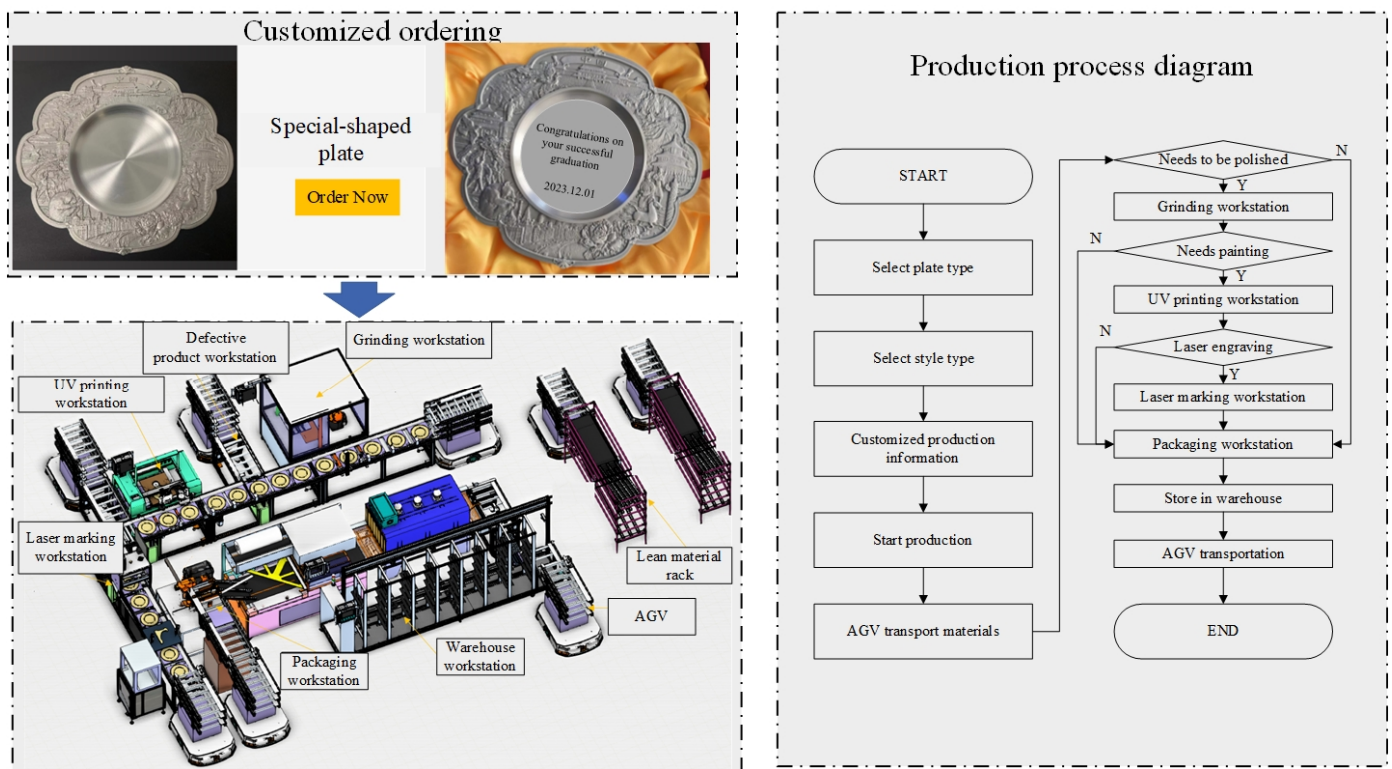 Customized ordering
Special-shaped
plate
Order Now
Congratulations on
your successful
graduation
2023.12.01
Defective
product workstation
Grinding workstation
UV printing
workstation
Laser marking
workstation
Lean material
rack
AGV
Warehouse
workstation
Packaging
workstation
Production process diagram
START
Select plate type
Select style type
Customized production
information
Start production
AGV transport materials
Needs to be polished
N
Y
Grinding workstation
N
Needs painting
Y
UV printing workstation
N
Laser engraving
Y
Laser marking workstation
Packaging workstation
Store in warehouse
AGV transportation
END